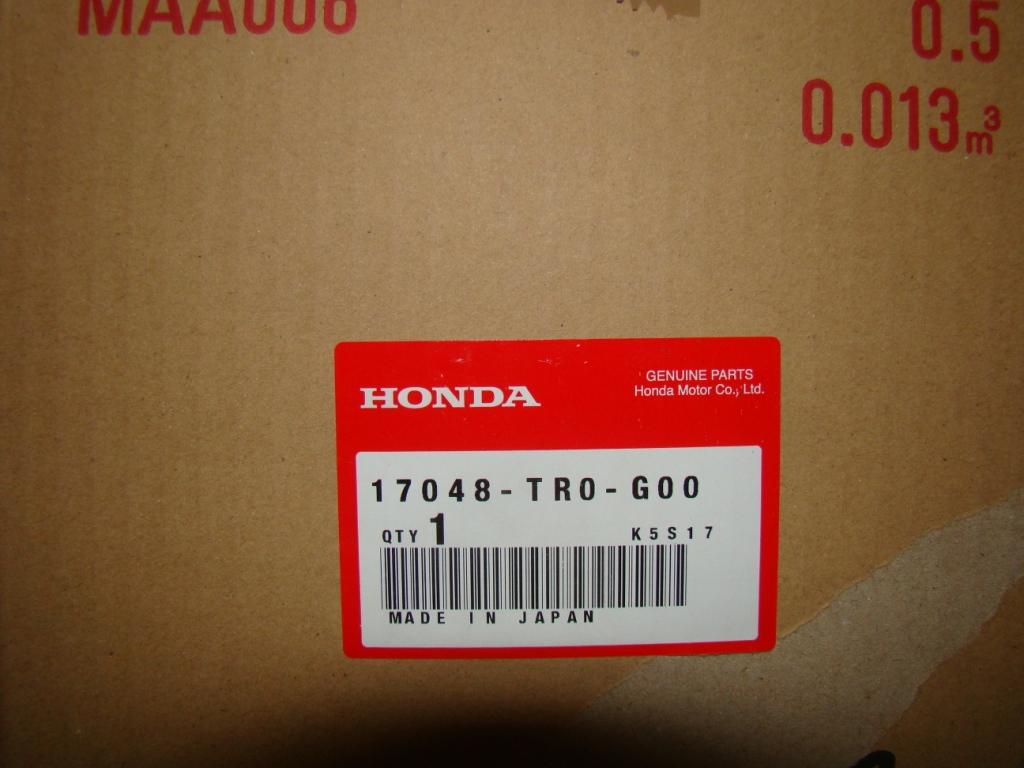 MAA006
0.5
0.013m³
HONDA
GENUINE PARTS
Honda Motor Co., Ltd.
17048-TR0-G00
QTY 1
K5S17
MADE IN JAPAN